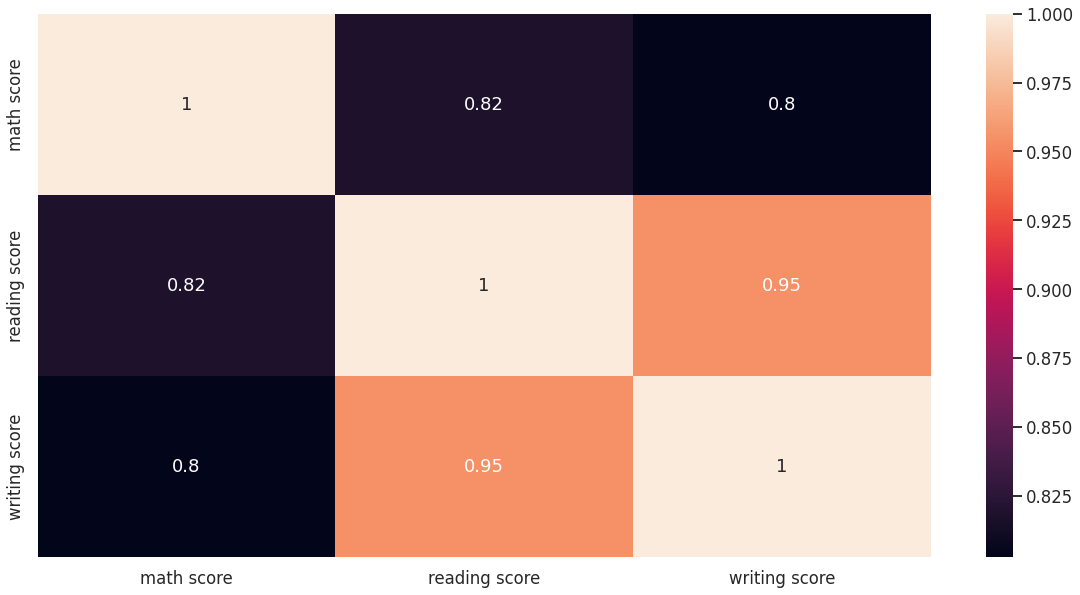 math score
1
0.82
0.8
reading score
0.82
1
0.95
writing score
0.8
0.95
1
math score
reading score
writing score
1.000
0.975
0.950
0.925
0.900
0.875
0.850
0.825